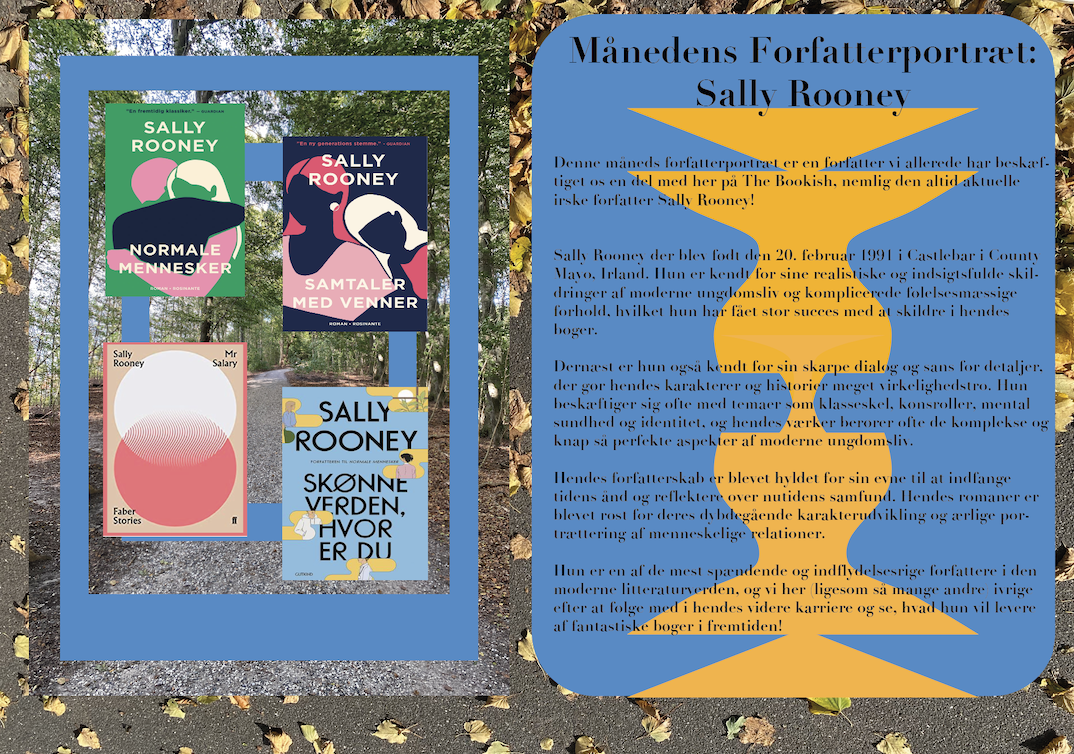 "En fremtidig klassiker." - GUARDIAN
SALLY
ROONEY
NORMALE
MENNESKER
ROMAN • ROSINANTE
"En ny generations stemme." - GUARDIAN
SALLY
ROONEY
SAMTALER
MED VENNER
ROMAN • ROSINANTE
Sally
Rooney
Mr
Salary
Faber
Stories
ff
SALLY
ROONEY
FORFATTEREN TIL NORMALE MENNESKER
SKØNNE
VERDEN,
HVOR
ER DU
GUTKIND
Månedens Forfatterportræt:
Sally Rooney
Denne måneds forfatterportræt er en forfatter vi allerede har beskæf-
tiget os en del med her på The Bookish, nemlig den altid aktuelle
irske forfatter Sally Rooney!
Sally Rooney der blev født den 20. februar 1991 i Castlebar i County
Mayo, Irland. Hun er kendt for sine realistiske og indsigtsfulde skil-
dringer af moderne ungdomsliv og komplicerede følelsesmæssige
forhold, hvilket hun har fået stor succes med at skildre i hendes
bøger.
Dernæst er hun også kendt for sin skarpe dialog og sans for detaljer,
der gør hendes karakterer og historier meget virkelighedstro. Hun
beskæftiger sig ofte med temaer som klasseskel, kønsroller, mental
sundhed og identitet, og hendes værker berører ofte de komplekse og
knap så perfekte aspekter af moderne ungdomsliv.
Hendes forfatterskab er blevet hyldet for sin evne til at indfange
tidens ånd og reflektere over nutidens samfund. Hendes romaner er
blevet rost for deres dybdegående karakterudvikling og ærlige por-
trættering af menneskelige relationer.
Hun er en af de mest spændende og indflydelsesrige forfattere i den
moderne litteraturverden, og vi her (ligesom så mange andre) ivrige
efter at følge med i hendes videre karriere og se, hvad hun vil levere
af fantastiske bøger i fremtiden!